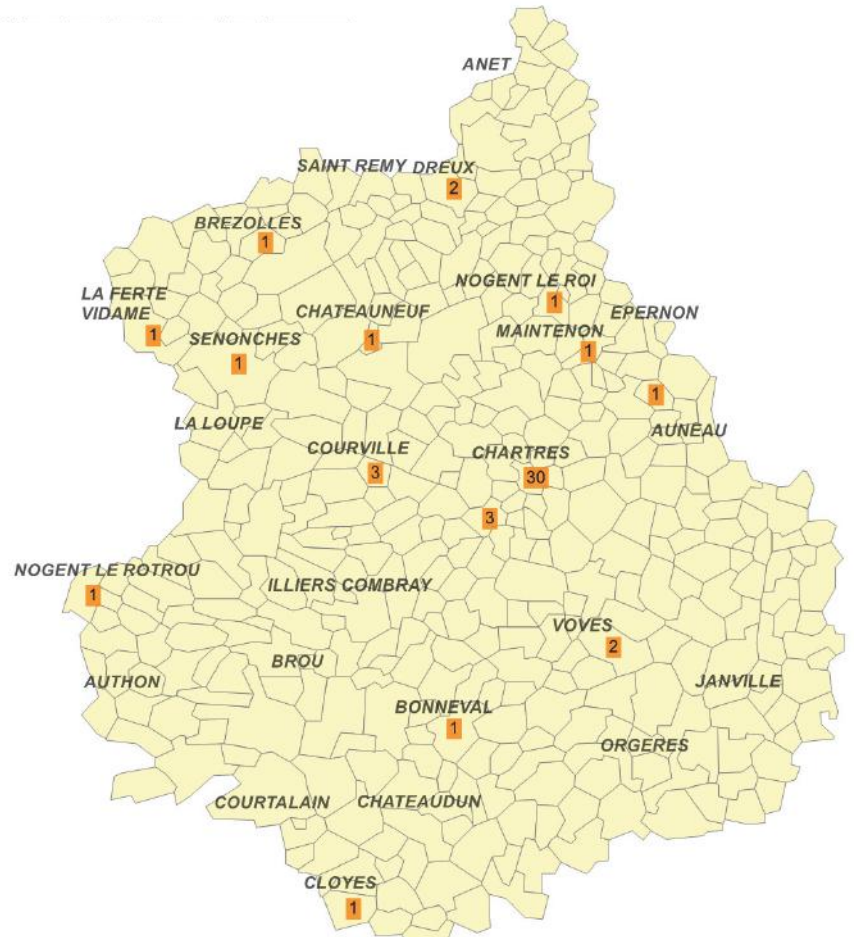 ANET
SAINT REMY DREUX
2
BREZOLLES
1
NOGENT LE ROI
1
LA FERTE
VIDAME
1
CHATEAUNEUF
1
EPERNON
MAINTENON
1
SENONCHES
1
1
AUNEAU
LA LOUPE
COURVILLE
3
CHARTRES
30
3
NOGENT LE ROTROU
1
ILLIERS COMBRAY
VOVES
2
BROU
AUTHON
JANVILLE
BONNEVAL
1
ORGERES
COURTALAIN
CHATEAUDUN
CLOYES
1